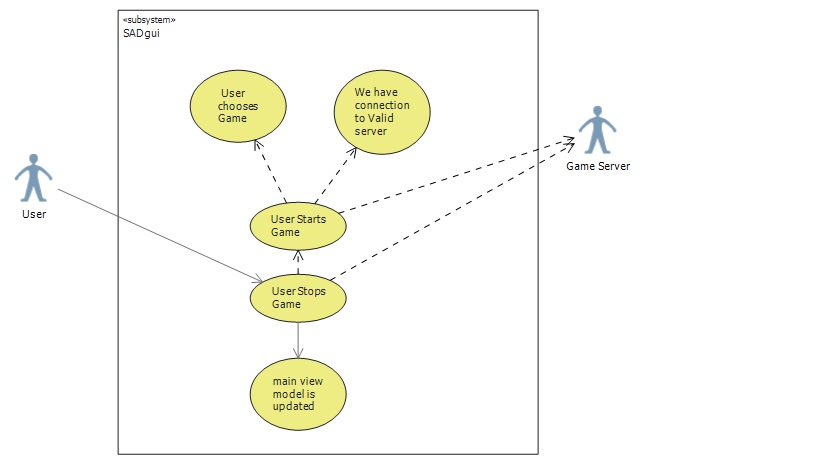 «subsystem»
SADgui
User
chooses
Game
We have
connection
to Valid
server
Game Server
User
User Starts
Game
User Stops
Game
main view
model is
updated